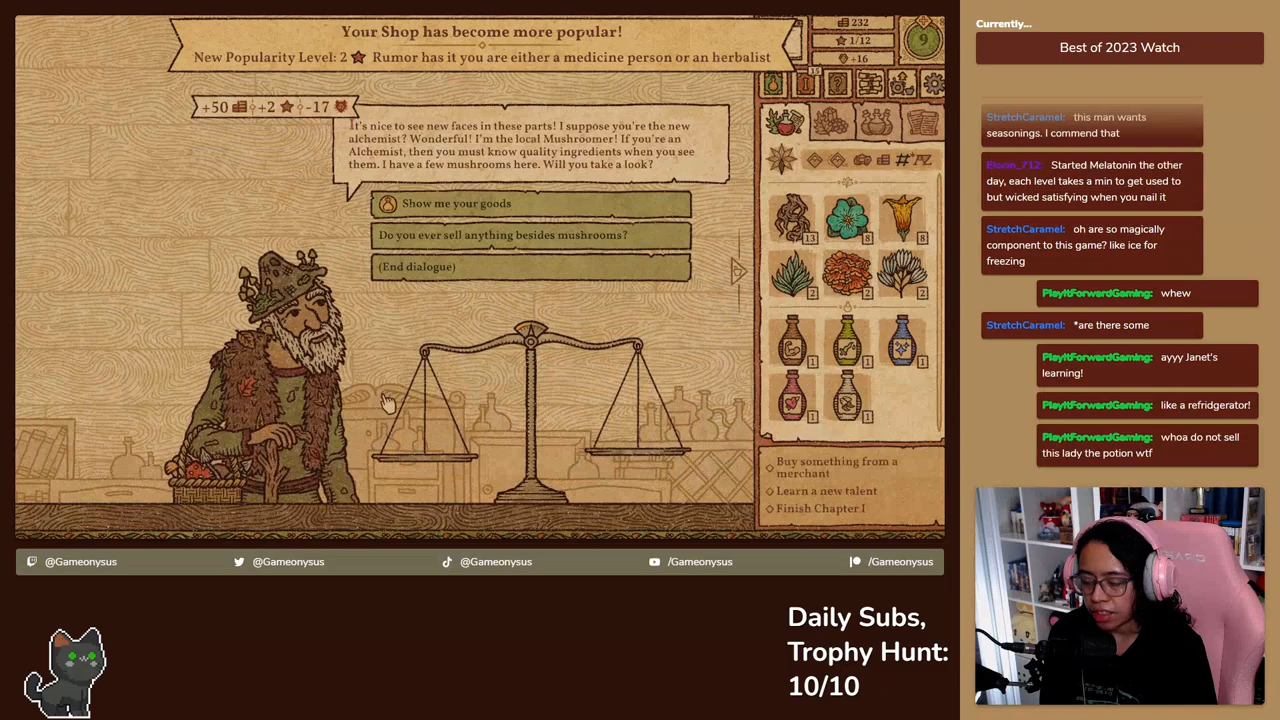 Your Shop has become more popular!
New Popularity Level: 2 Rumor has it you are either a medicine person or an herbalist
+50 +2 -17
It's nice to see new faces in these parts! I suppose you're the new
alchemist? Wonderful! I'm the local Mushroomer! If you're an
Alchemist, then you must know quality ingredients when you see
them. I have a few mushrooms here. Will you take a look?
Show me your goods
Do you ever sell anything besides mushrooms?
(End dialogue)
232
1/12
+16
9
15
# AZ
13
8
8
2
2
2
1
1
1
1
1
Buy something from a
merchant
Learn a new talent
Finish Chapter I
@Gameonysus
@Gameonysus
@Gameonysus
/Gameonysus
/Gameonysus
Daily Subs,
Trophy Hunt:
10/10
Currently...
Best of 2023 Watch
StretchCaramel: this man wants
seasonings. I commend that
Started Melatonin the other
day, each level takes a min to get used to
but wicked satisfying when you nail it
StretchCaramel: oh are so magically
component to this game? like ice for
freezing
PlayItForwardGaming: whew
StretchCaramel: *are there some
PlayItForwardGaming: ayyy Janet's
learning!
PlayItForwardGaming: like a refridgerator!
PlayItForwardGaming: whoa do not sell
this lady the potion wtf